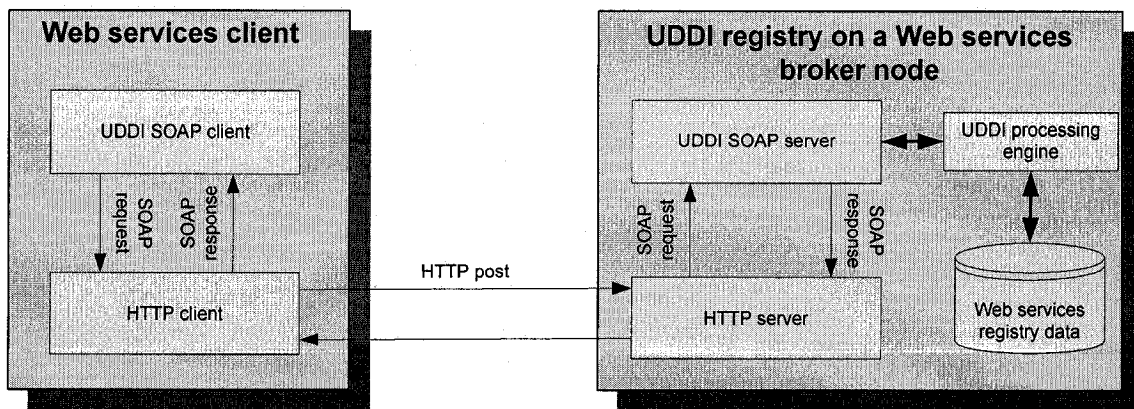 Web services client
UDDI SOAP client
SOAP
request
SOAP
response
HTTP client
HTTP post
UDDI registry on a Web services
broker node
UDDI SOAP server
UDDI processing
engine
SOAP
request
SOAP
response
HTTP server
Web services
registry data